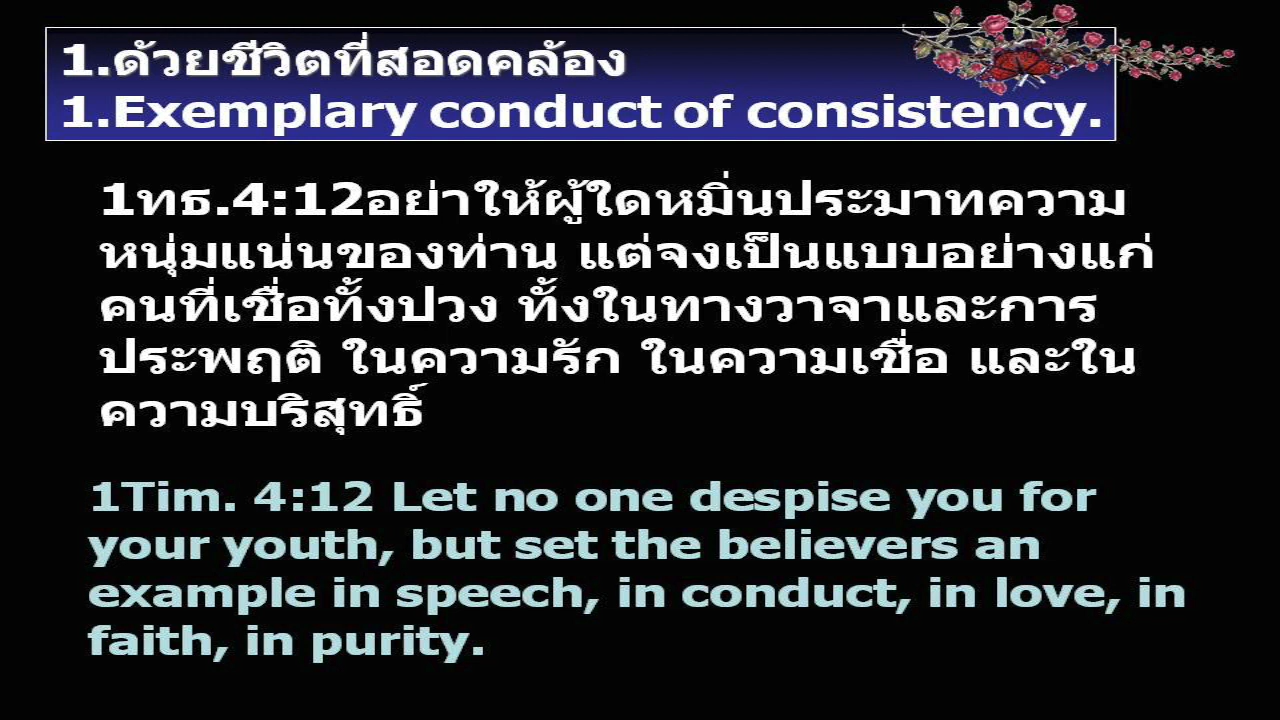 1.ด้วยชีวิตที่สอดคล้อง
1.Exemplary conduct of consistency.
1ทธ.4:12อย่าให้ผู้ใดหมิ่นประมาทความ
หนุ่มแน่นของท่าน แต่จงเป็นแบบอย่างแก่
คนที่เชื่อทั้งปวง ทั้งในทางวาจาและการ
ประพฤติ ในความรัก ในความเชื่อ และใน
ความบริสุทธิ์
1Tim. 4:12 Let no one despise you for
your youth, but set the believers an
example in speech, in conduct, in love, in
faith, in purity.